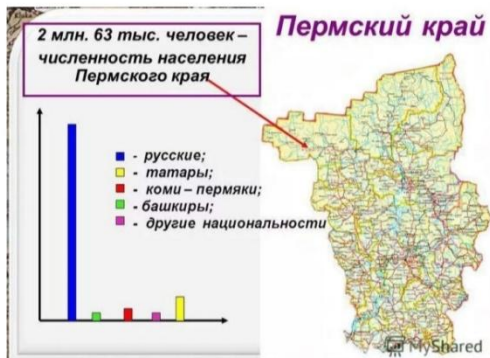 Пермский край
2 млн. 63 тыс. человек –
численность населения
Пермского края
- русские;
- татары;
- коми – пермяки;
- башкиры;
- другие национальности
MyShared